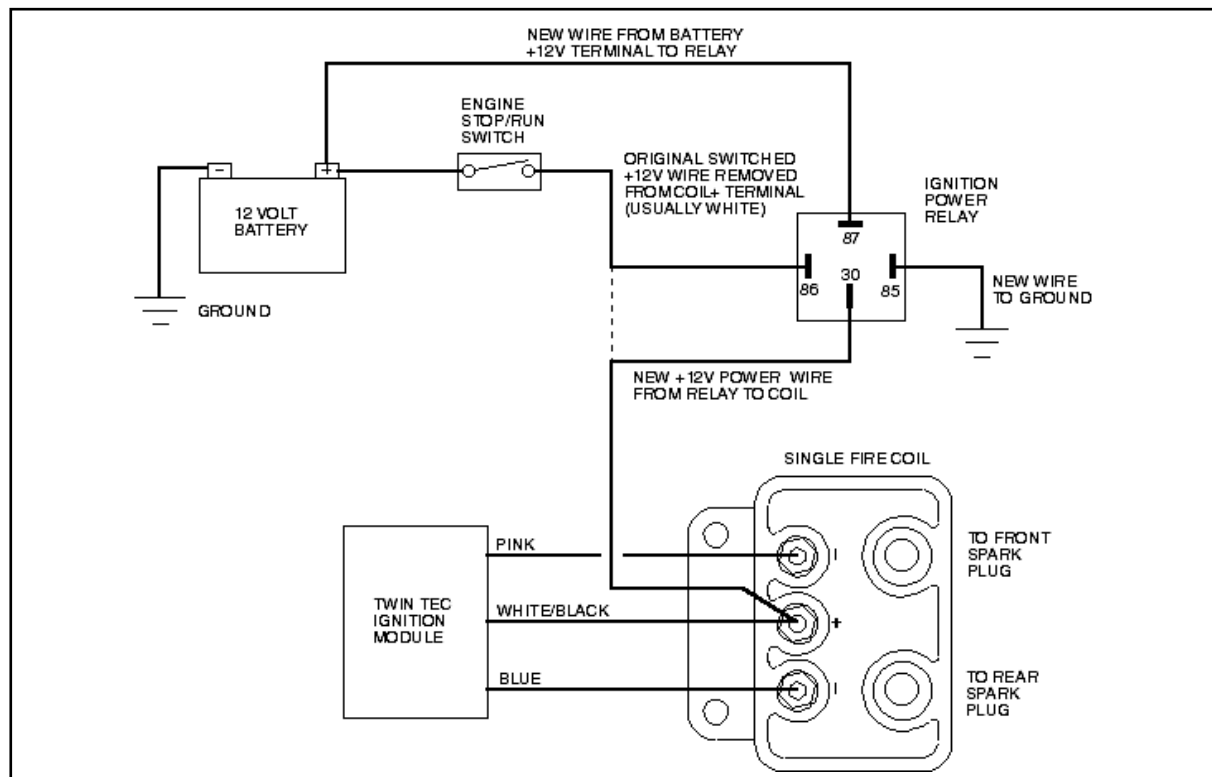 NEW WIRE FROM BATTERY
+12V TERMINAL TO RELAY
ENGINE
STOP/RUN
SWITCH
ORIGINAL SWITCHED
+12V WIRE REMOVED
FROM COIL+ TERMINAL
(USUALLY WHITE)
IGNITION
POWER
RELAY
−
+
12 VOLT
BATTERY
GROUND
87
86
30
85
NEW WIRE
TO GROUND
NEW +12V POWER WIRE
FROM RELAY TO COIL
SINGLE FIRE COIL
TWIN TEC
IGNITION
MODULE
PINK
WHITE/BLACK
BLUE
−
+
−
TO FRONT
SPARK
PLUG
TO REAR
SPARK
PLUG